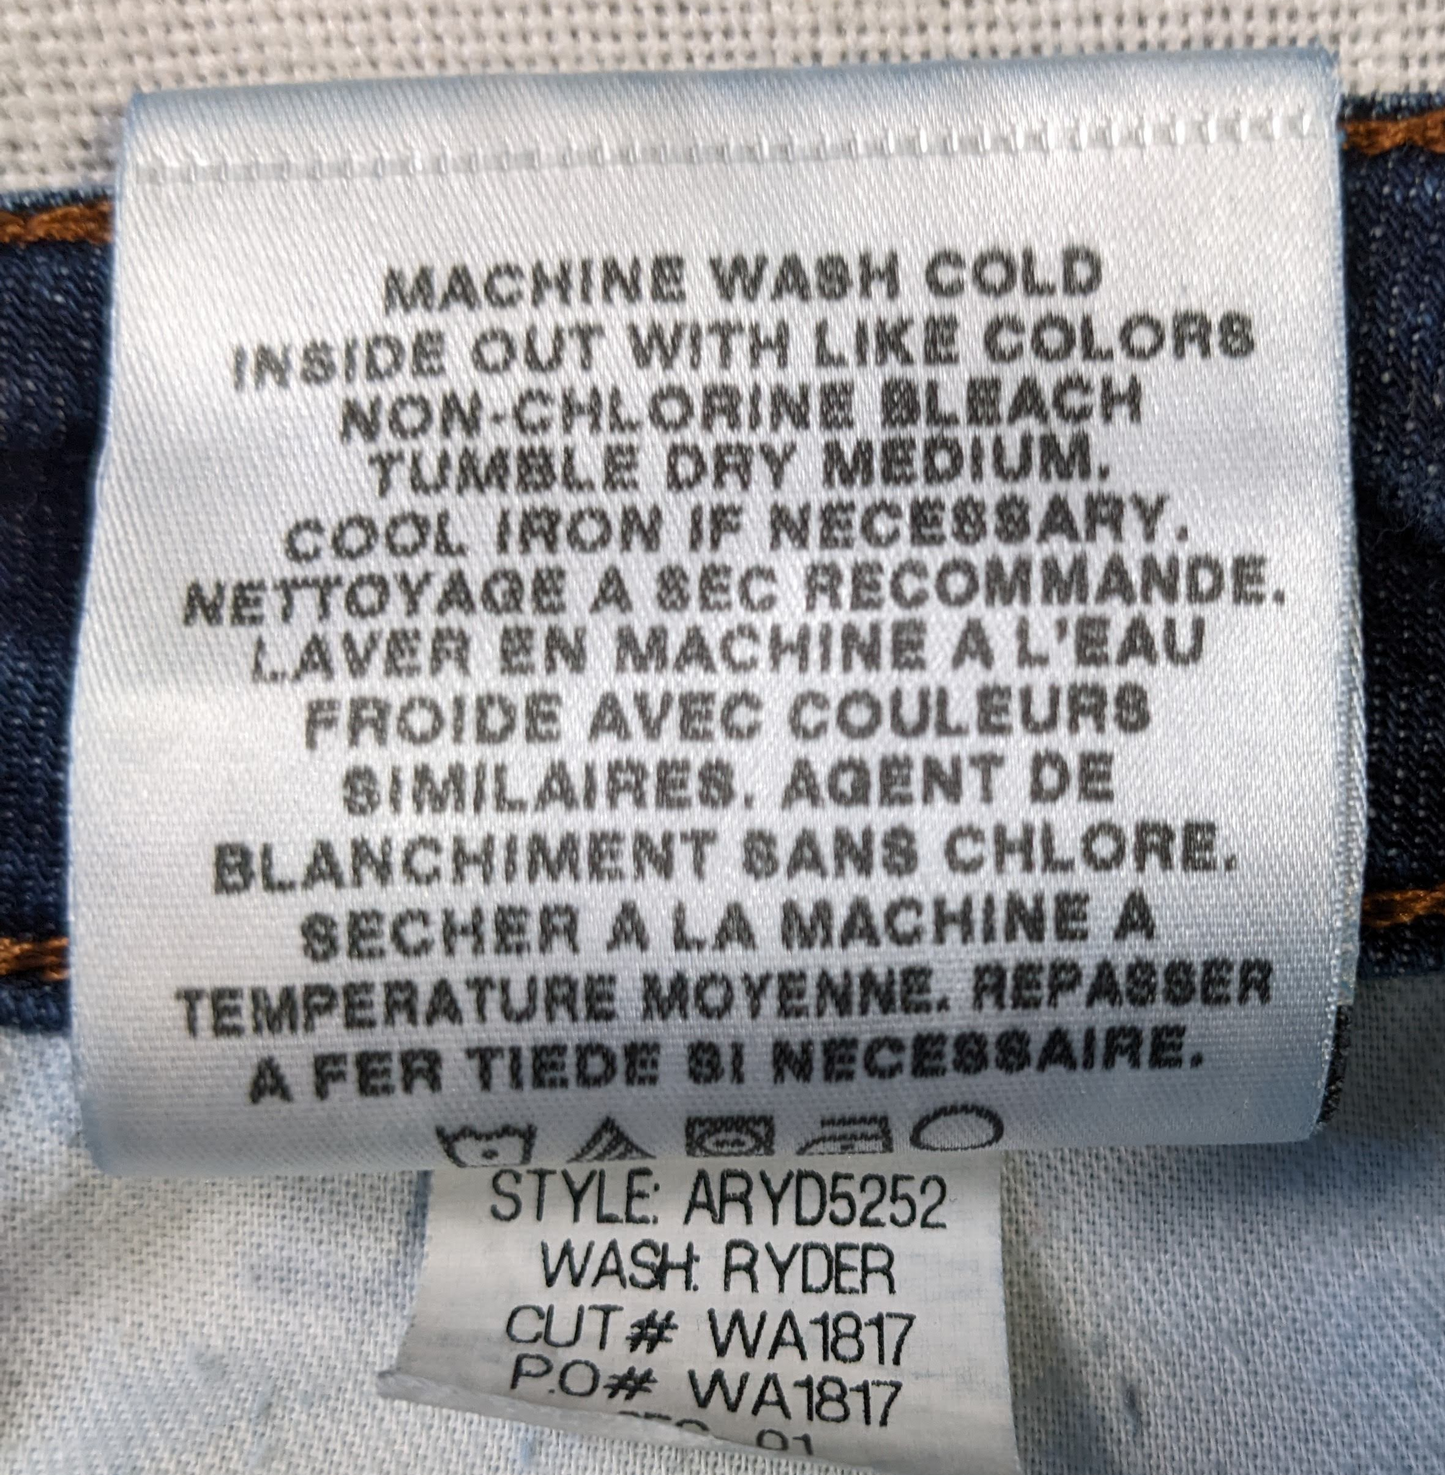 MACHINE WASH COLD
INSIDE OUT WITH LIKE COLORS
NON-CHLORINE BLEACH
TUMBLE DRY MEDIUM.
COOL IRON IF NECESSARY.
NETTOYAGE A SEC RECOMMANDE.
LAVER EN MACHINE A L'EAU
FROIDE AVEC COULEURS
SIMILAIRES. AGENT DE
BLANCHIMENT SANS CHLORE.
SECHER A LA MACHINE A
TEMPERATURE MOYENNE. REPASSER
A FER TIEDE SI NECESSAIRE.
STYLE: ARYD5252
WASH: RYDER
CUT# WA1817
P.O# WA1817
01